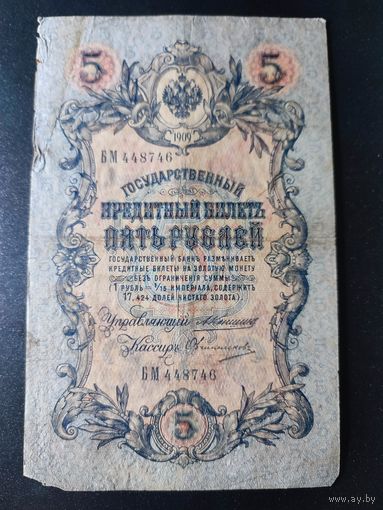 5 5
1909
БМ 448746
ГОСУДАРСТВЕННЫЙ
КРЕДИТНЫЙ БИЛЕТЪ
ПЯТЬ РУБЛЕЙ
ГОСУДАРСТВЕННЫЙ БАНКЪ РАЗМѢНИВАЕТЪ
КРЕДИТНЫЕ БИЛЕТЫ НА ЗОЛОТУЮ МОНЕТУ
БЕЗЪ ОГРАНИЧЕНІЯ СУММЫ
(1 РУБЛЬ = 1/15 ИМПЕРІАЛА, СОДЕРЖИТЪ
17,424 ДОЛЕЙ ЧИСТАГО ЗОЛОТА).
Управляющій
Кассиръ
БМ 448746
5
ay.by